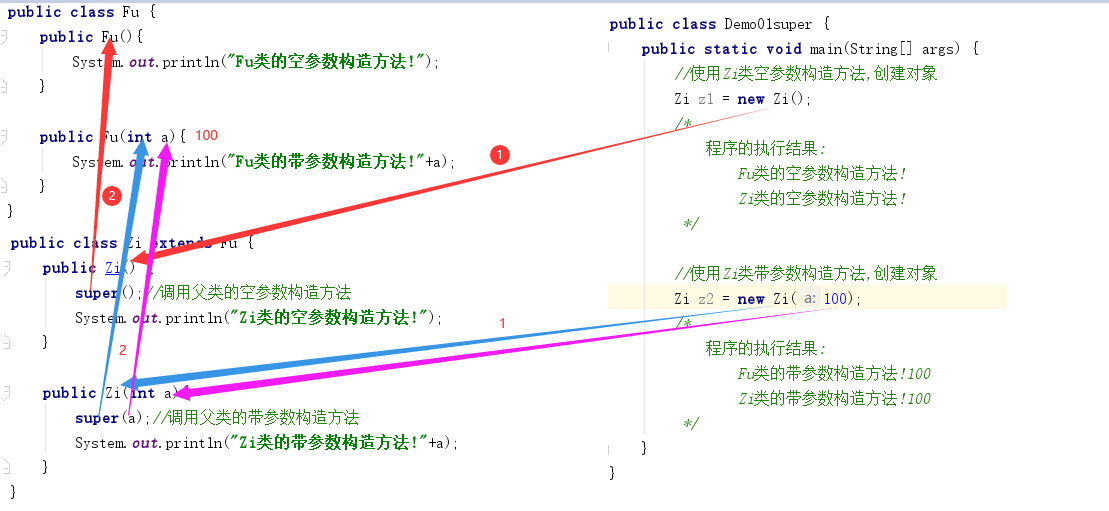 public class Fu {
public Fu(){
System.out.println("Fu类的空参数构造方法!");
}
public Fu(int a){ 100
System.out.println("Fu类的带参数构造方法!"+a);
}
2
}
public class Zi extends Fu {
public Zi() {
super();//调用父类的空参数构造方法
System.out.println("Zi类的空参数构造方法!");
}
2
public Zi(int a){
super(a);//调用父类的带参数构造方法
System.out.println("Zi类的带参数构造方法!"+a);
}
}
1
1
public class Demo01super {
public static void main(String[] args) {
//使用Zi类空参数构造方法,创建对象
Zi z1 = new Zi();
/*
程序的执行结果:
Fu类的空参数构造方法!
Zi类的空参数构造方法!
*/
//使用Zi类带参数构造方法,创建对象
Zi z2 = new Zi( a: 100);
/*
程序的执行结果:
Fu类的带参数构造方法!100
Zi类的带参数构造方法!100
*/
}
}